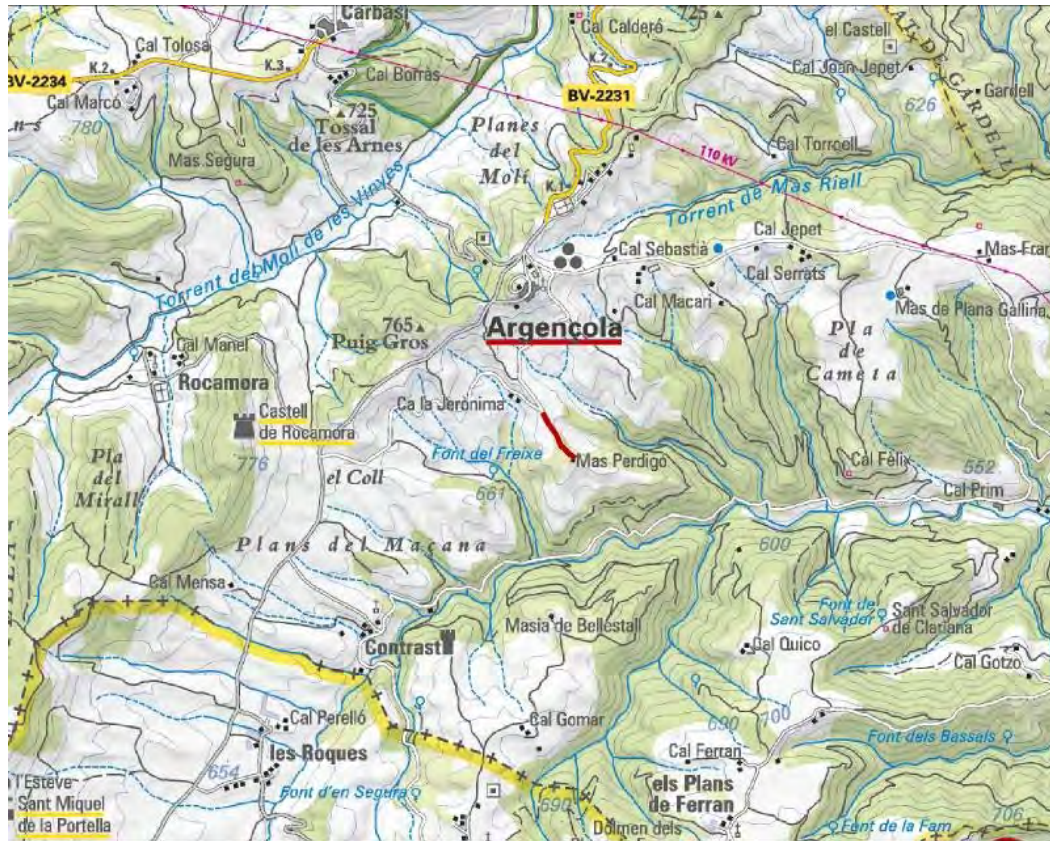 Carbasí
Cal Tolosa
K.2
K.3
BV-2234
Cal Marcó
Cal Borràs
780
725
Tossal
de les Arnes
Mas Segura
Cal Calderé
725
K.2
BV-2231
Planes
del
Molí
K.1
el Castell
Cal Joan Jepet
626
Gardell
DE GARDELL
Cal Torroell
110 kV
Torrent de Mas Riell
Torrent del Molí de les Vinyes
Cal Sebastià
Cal Jepet
Cal Serrats
Cal Macari
Mas de Plana Gallina
Argençola
765
Puig Gros
Pla
de
Cameta
Cal Manel
Rocamora
Castell
de Rocamora
776
Ca la Jerònima
Font del Freixe
661
Mas Perdigó
Cal Fèlix
552
Cal Prim
Pla
del
Mirall
el Coll
Plans del Maçana
600
Cal Mensa
Contrast
Masia de Bellestall
Font de
Sant Salvador
Sant Salvador
de Clatiana
Cal Quico
Cal Gotzo
Cal Perelló
les Roques
654
Cal Gomar
690
700
Cal Ferran
els Plans
de Ferran
Font dels Bassals
l'Esteve
Sant Miquel
de la Portella
Font d'en Segura
690
Dolmen dels
Font de la Fam
706